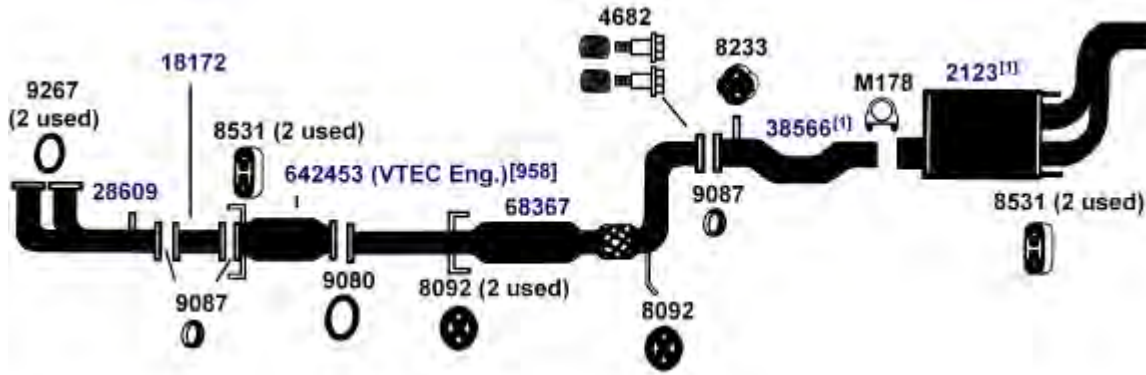 4682
8233
18172
9267
(2 used)
M178
2123[1]
8531 (2 used)
38566[1]
28609
642453 (VTEC Eng.)[958]
68367
9087
8531 (2 used)
9087
9080
8092 (2 used)
8092